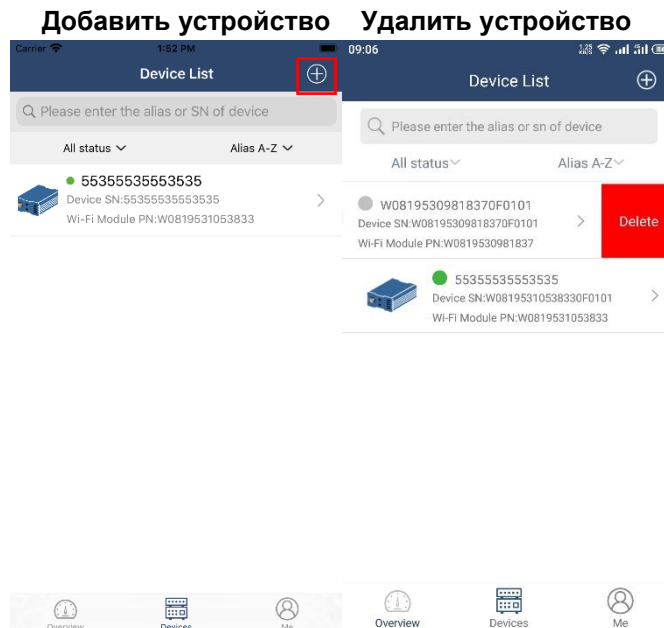 Добавить устройство Удалить устройство
Carrier 1:52 PM
Device List
Please enter the alias or SN of device
All status Alias A-Z
55355535553535
Device SN:55355535553535
Wi-Fi Module PN:W0819531053833
Overview Devices Me
09:06
Device List
Please enter the alias or sn of device
All status Alias A-Z
W08195309818370F0101
Device SN:W08195309818370F0101
Wi-Fi Module PN:W0819530981837
Delete
55355535553535
Device SN:W08195310538330F0101
Wi-Fi Module PN:W0819531053833
Overview Devices Me